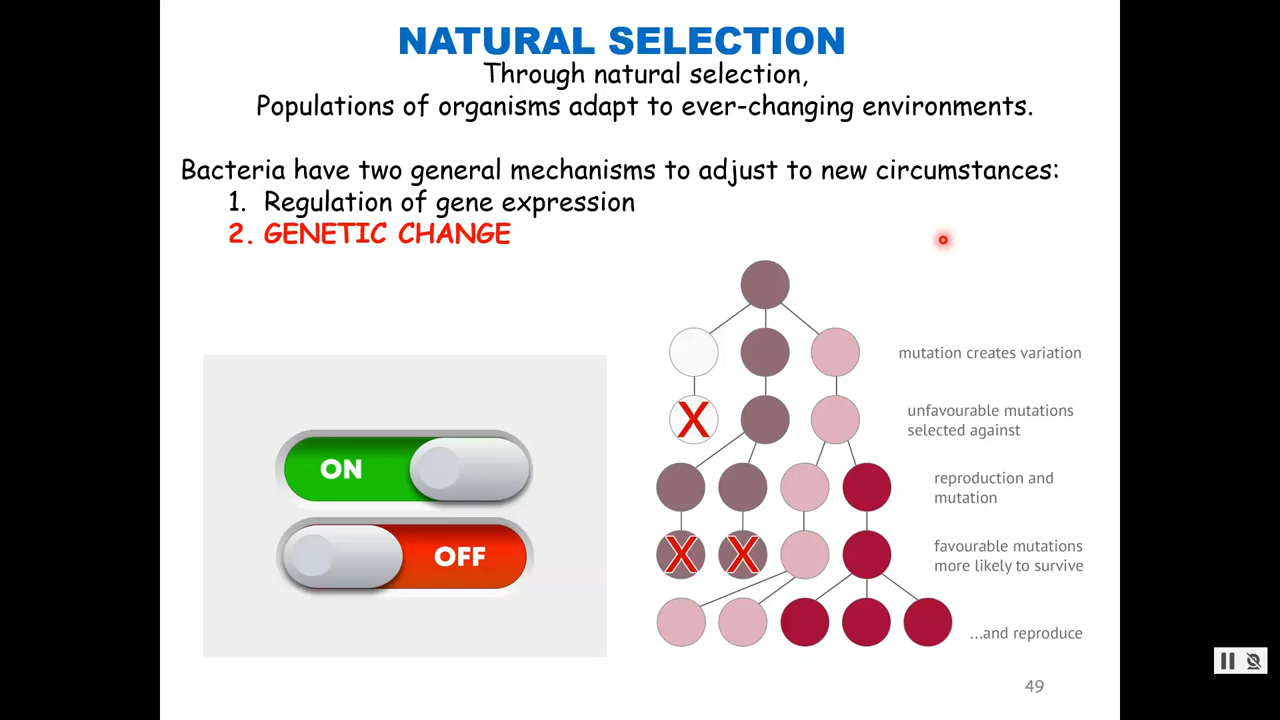 NATURAL SELECTION
Through natural selection,
Populations of organisms adapt to ever-changing environments.
Bacteria have two general mechanisms to adjust to new circumstances:
1. Regulation of gene expression
2. GENETIC CHANGE
ON
OFF
mutation creates variation
X
unfavourable mutations
selected against
reproduction and
mutation
X X
favourable mutations
more likely to survive
...and reproduce
49